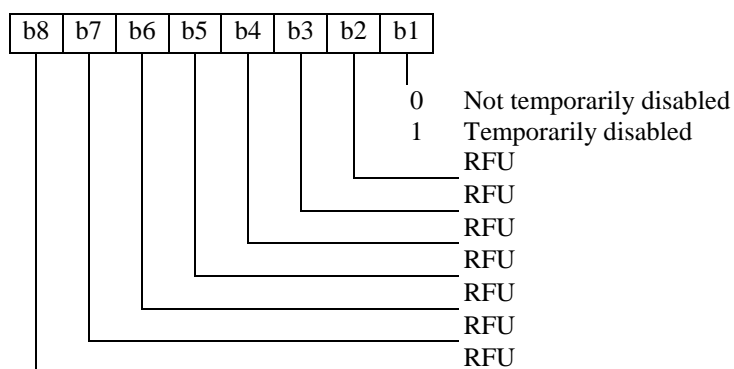 b8 b7 b6 b5 b4 b3 b2 b1
0 Not temporarily disabled
1 Temporarily disabled
RFU
RFU
RFU
RFU
RFU
RFU
RFU